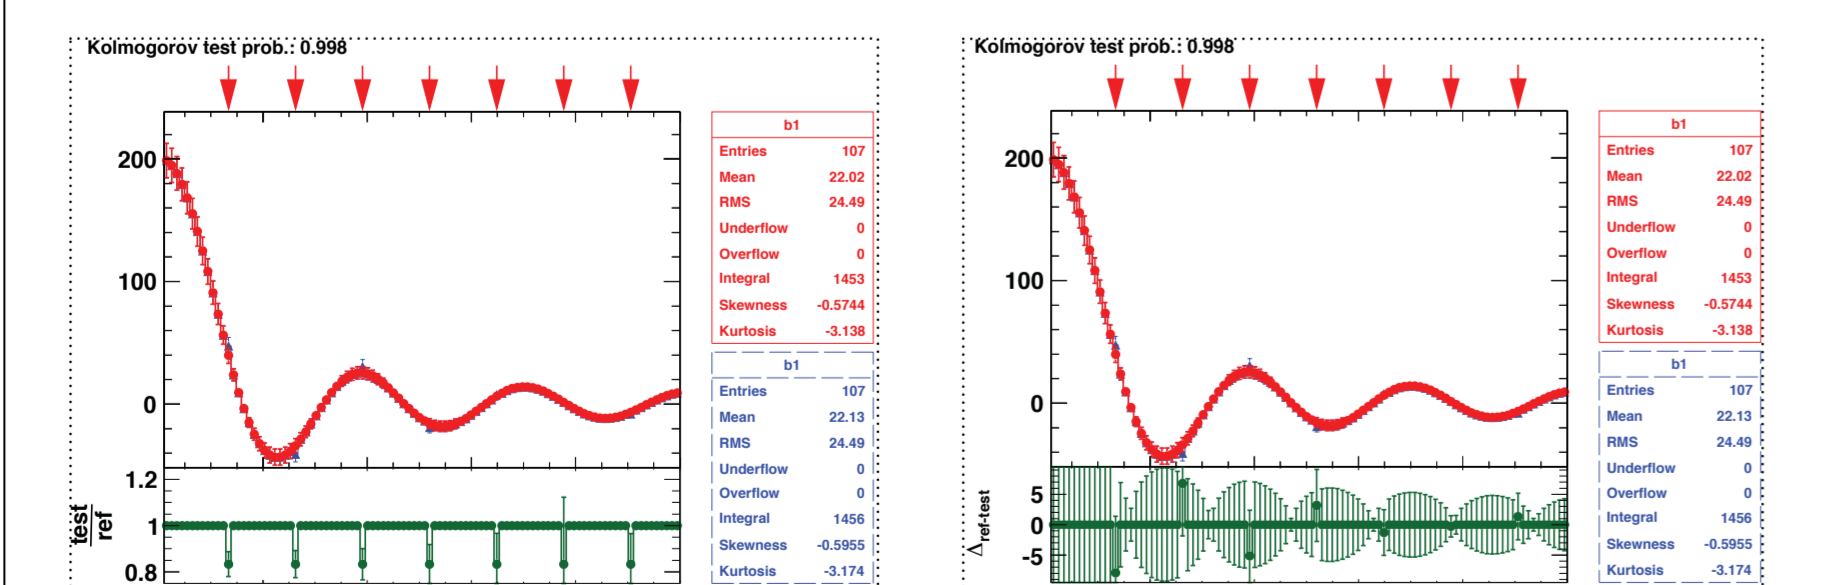 Kolmogorov test prob.: 0.998
200
100
0
b1
Entries 107
Mean 22.02
RMS 24.49
Underflow 0
Overflow 0
Integral 1453
Skewness -0.5744
Kurtosis -3.138
b1
Entries 107
Mean 22.13
RMS 24.49
Underflow 0
Overflow 0
Integral 1456
Skewness -0.5955
Kurtosis -3.174
1.2
1
0.8
test
ref
Kolmogorov test prob.: 0.998
200
100
0
b1
Entries 107
Mean 22.02
RMS 24.49
Underflow 0
Overflow 0
Integral 1453
Skewness -0.5744
Kurtosis -3.138
b1
Entries 107
Mean 22.13
RMS 24.49
Underflow 0
Overflow 0
Integral 1456
Skewness -0.5955
Kurtosis -3.174
5
0
-5
Δref-test